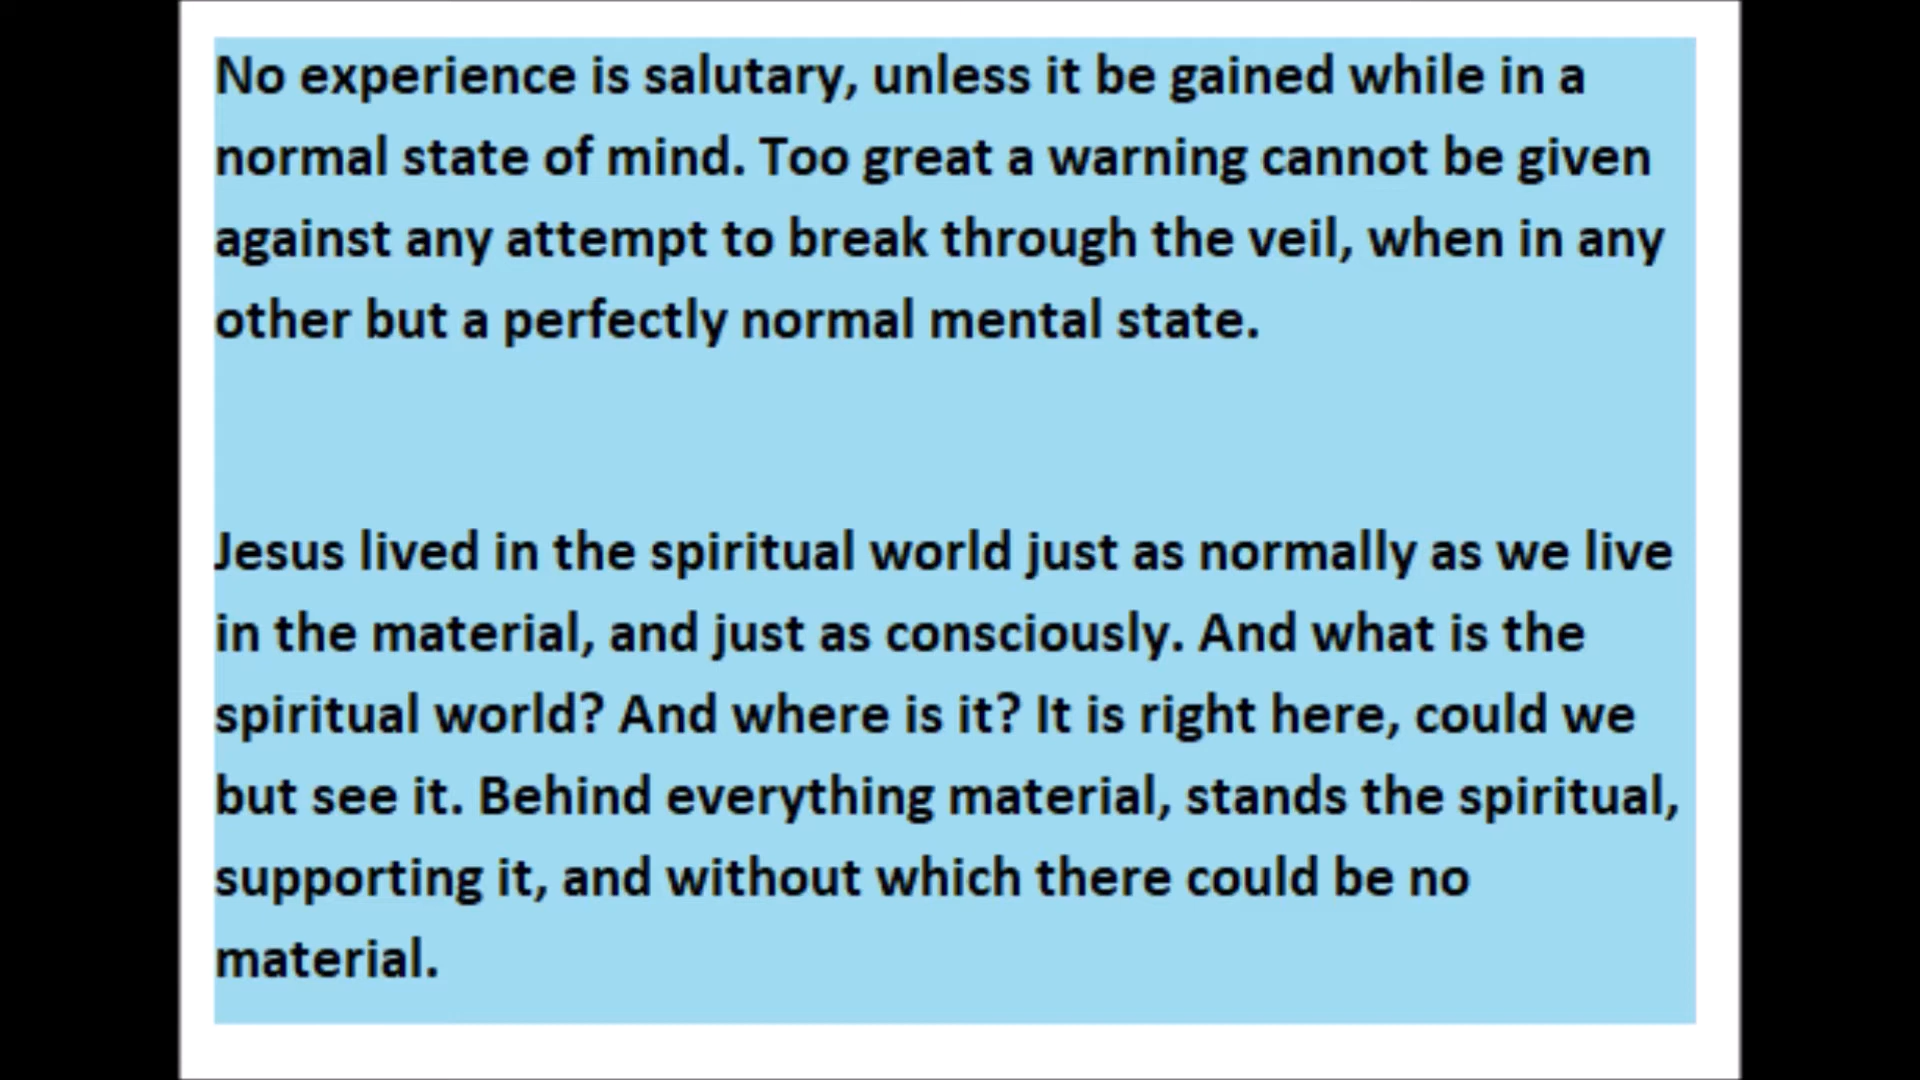 No experience is salutary, unless it be gained while in a
normal state of mind. Too great a warning cannot be given
against any attempt to break through the veil, when in any
other but a perfectly normal mental state.
Jesus lived in the spiritual world just as normally as we live
in the material, and just as consciously. And what is the
spiritual world? And where is it? It is right here, could we
but see it. Behind everything material, stands the spiritual,
supporting it, and without which there could be no
material.